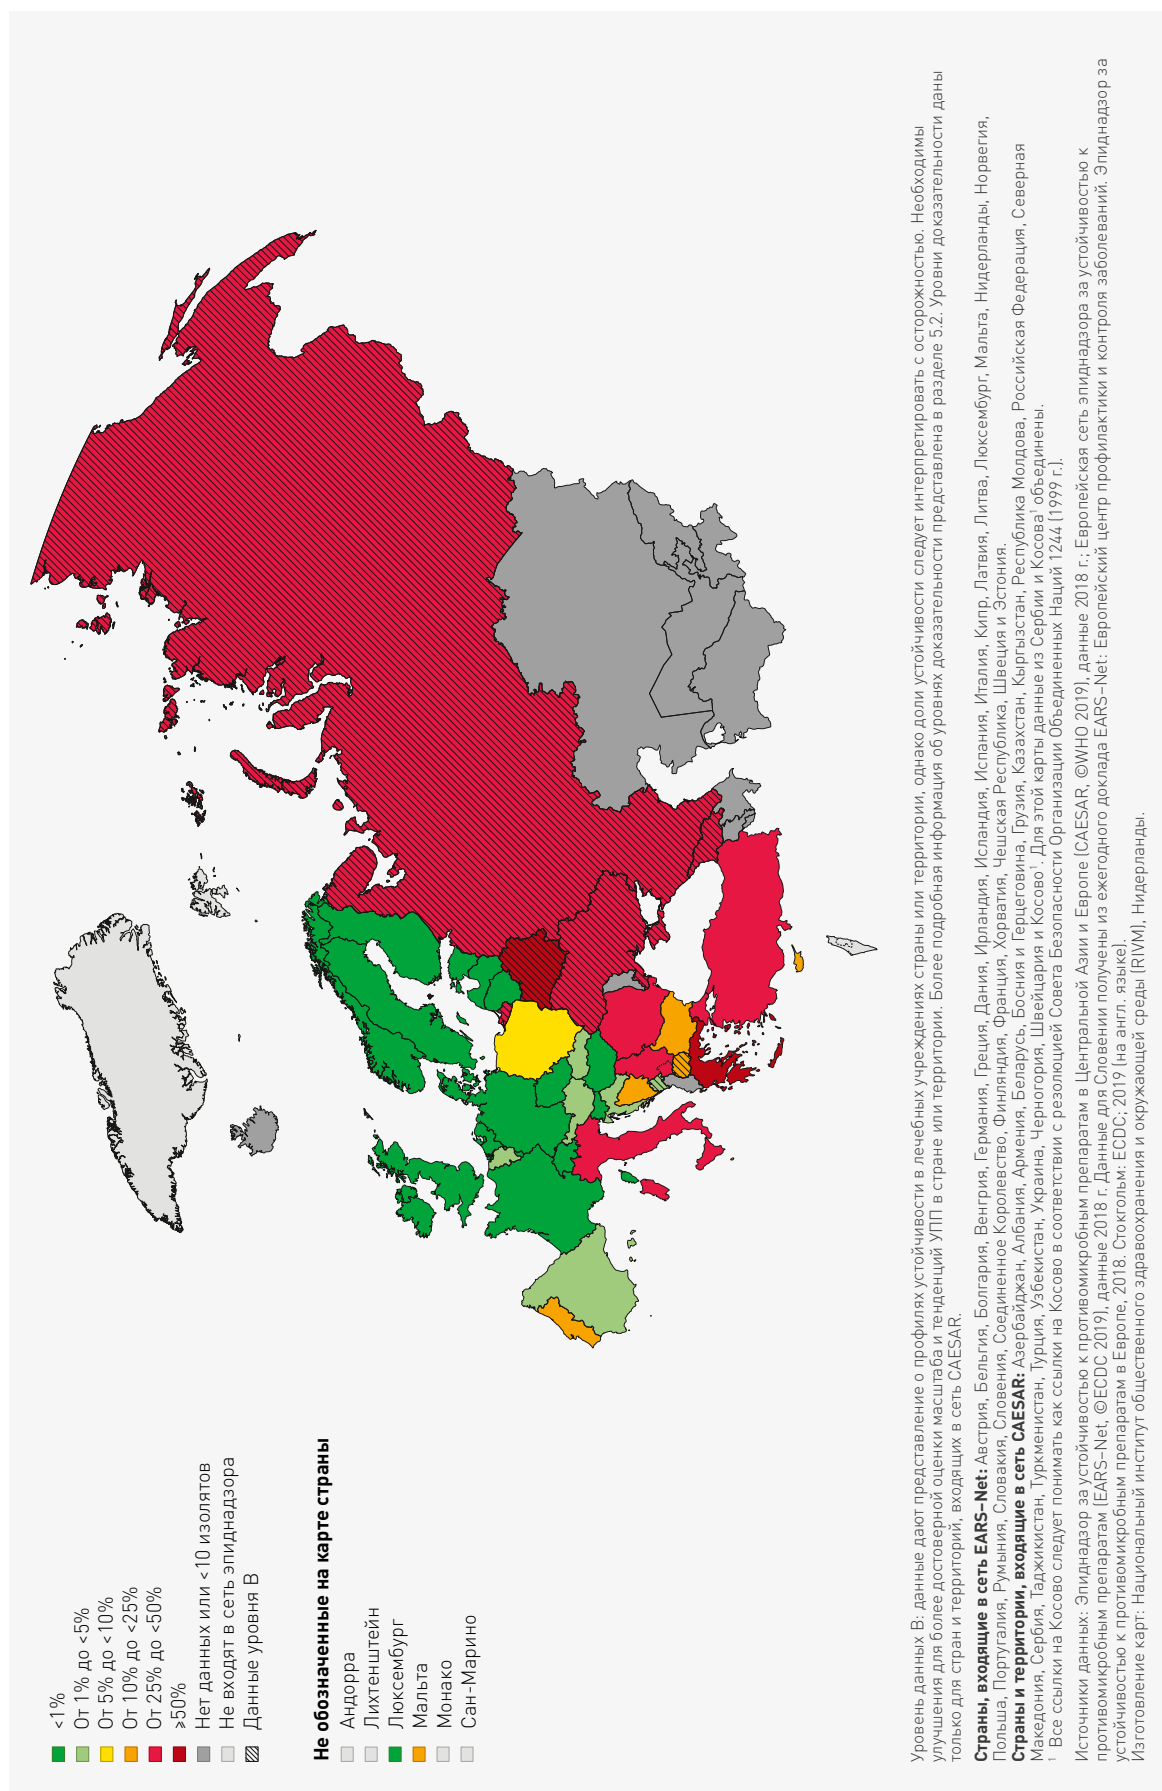 <1%
От 1% до <5%
От 5% до <10%
От 10% до <25%
От 25% до <50%
≥50%
Нет данных или <10 изолятов
Не входят в сеть эпиднадзора
Данные уровня B
Не обозначенные на карте страны
Андорра
Лихтенштейн
Люксембург
Мальта
Монако
Сан-Марино
Уровень данных B: данные дают представление о профилях устойчивости в лечебных учреждениях страны или территории, однако доли устойчивости следует интерпретировать с осторожностью. Необходимы
улучшения для более достоверной оценки масштаба и тенденций УПП в стране или территории. Более подробная информация об уровнях доказательности представлена в разделе 5.2. Уровни доказательности даны
только для стран и территорий, входящих в сеть CAESAR.
Страны, входящие в сеть EARS–Net: Австрия, Бельгия, Болгария, Венгрия, Германия, Греция, Дания, Ирландия, Исландия, Испания, Италия, Кипр, Латвия, Литва, Люксембург, Мальта, Нидерланды, Норвегия,
Польша, Португалия, Румыния, Словакия, Словения, Соединенное Королевство, Финляндия, Франция, Хорватия, Чешская Республика, Швеция и Эстония.
Страны и территории, входящие в сеть CAESAR: Азербайджан, Албания, Армения, Беларусь, Босния и Герцеговина, Грузия, Казахстан, Кыргызстан, Республика Молдова, Российская Федерация, Северная
Македония, Сербия, Таджикистан, Туркменистан, Турция, Узбекистан, Украина, Черногория, Швейцария и Косово¹. Для этой карты данные из Сербии и Косова¹ объединены.
¹ Все ссылки на Косово следует понимать как ссылки на Косово в соответствии с резолюцией Совета Безопасности Организации Объединенных Наций 1244 (1999 г.).
Источники данных: Эпиднадзор за устойчивостью к противомикробным препаратам в Центральной Азии и Европе (CAESAR, ©WHO 2019), данные 2018 г.; Европейская сеть эпиднадзора за устойчивостью к
противомикробным препаратам (EARS–Net, ©ECDC 2019), данные 2018 г. Данные для Словении получены из ежегодного доклада EARS–Net: Европейский центр профилактики и контроля заболеваний. Эпиднадзор за
устойчивостью к противомикробным препаратам в Европе, 2018. Стокгольм: ECDC; 2019 (на англ. языке).
Изготовление карт: Национальный институт общественного здравоохранения и окружающей среды (RIVM), Нидерланды.